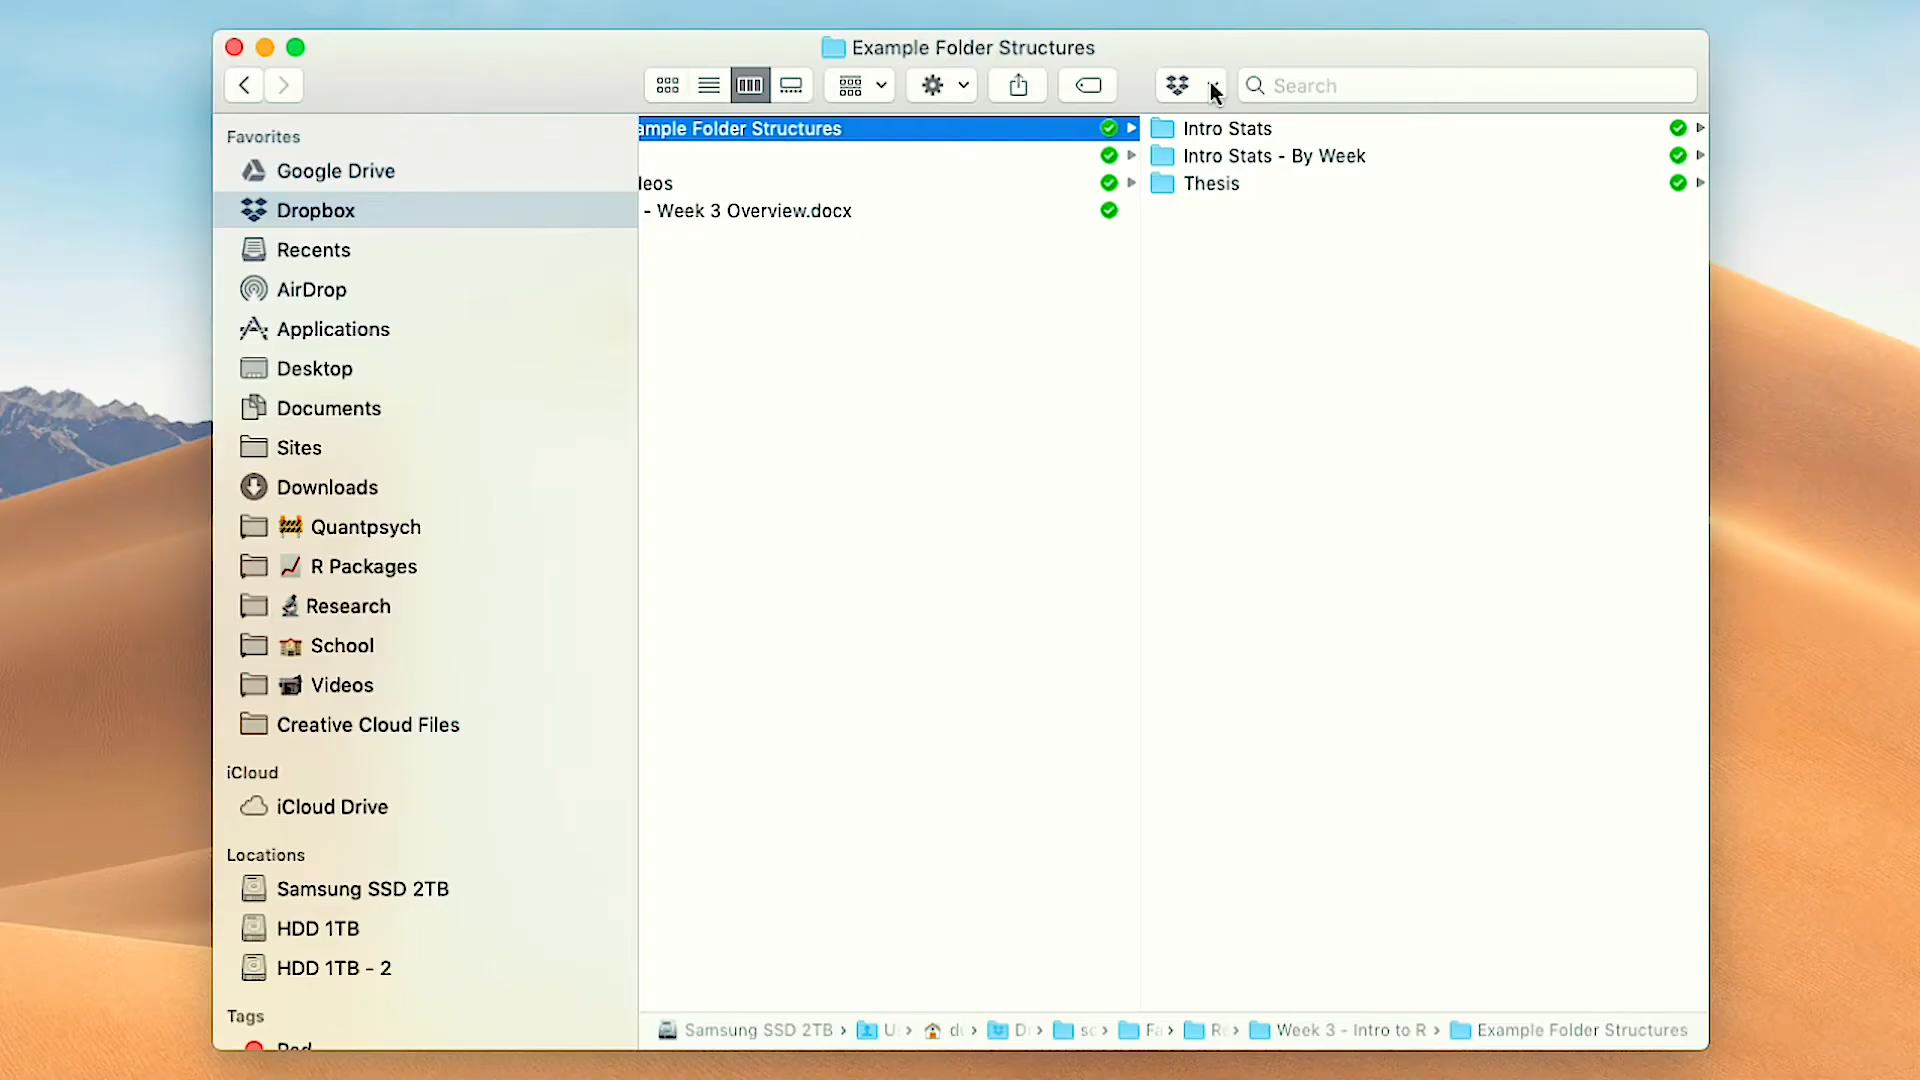 Example Folder Structures
Search
Favorites
Google Drive
Dropbox
Recents
AirDrop
Applications
Desktop
Documents
Sites
Downloads
Quantpsych
R Packages
Research
School
Videos
Creative Cloud Files
iCloud
iCloud Drive
Locations
Samsung SSD 2TB
HDD 1TB
HDD 1TB - 2
Tags
Red
ample Folder Structures
leos
- Week 3 Overview.docx
Intro Stats
Intro Stats - By Week
Thesis
Samsung SSD 2TB › U › d › D › sc › Fa › R › Week 3 - Intro to R › Example Folder Structures